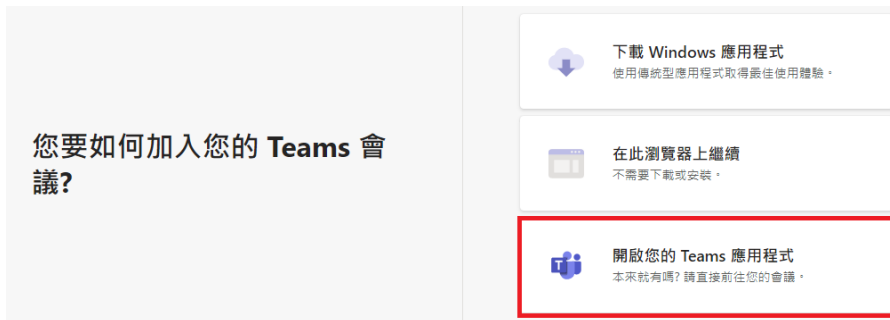 您要如何加入您的 Teams 會
議?
下載 Windows 應用程式
使用傳統型應用程式取得最佳使用體驗。
在此瀏覽器上繼續
不需要下載或安裝。
開啟您的 Teams 應用程式
本來就有嗎? 請直接前往您的會議。